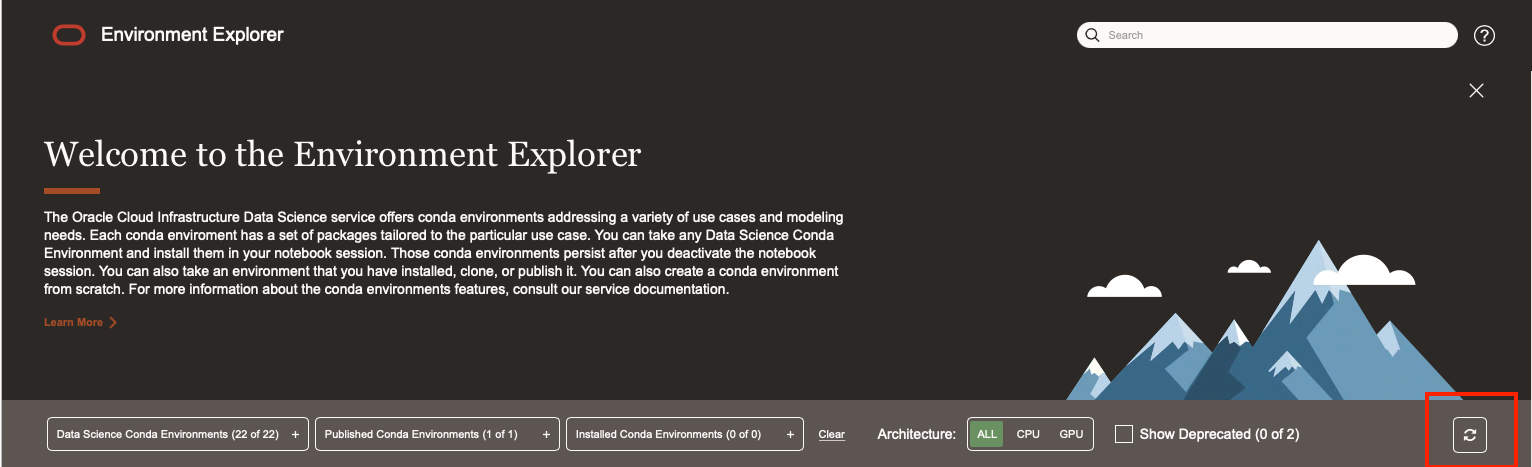 Environment Explorer
Search
?
Welcome to the Environment Explorer
The Oracle Cloud Infrastructure Data Science service offers conda environments addressing a variety of use cases and modeling
needs. Each conda enviroment has a set of packages tailored to the particular use case. You can take any Data Science Conda
Environment and install them in your notebook session. Those conda environments persist after you deactivate the notebook
session. You can also take an environment that you have installed, clone, or publish it. You can also create a conda environment
from scratch. For more information about the conda environments features, consult our service documentation.
Learn More
Data Science Conda Environments (22 of 22) + Published Conda Environments (1 of 1) + Installed Conda Environments (0 of 0) + Clear Architecture: ALL CPU GPU Show Deprecated (0 of 2)